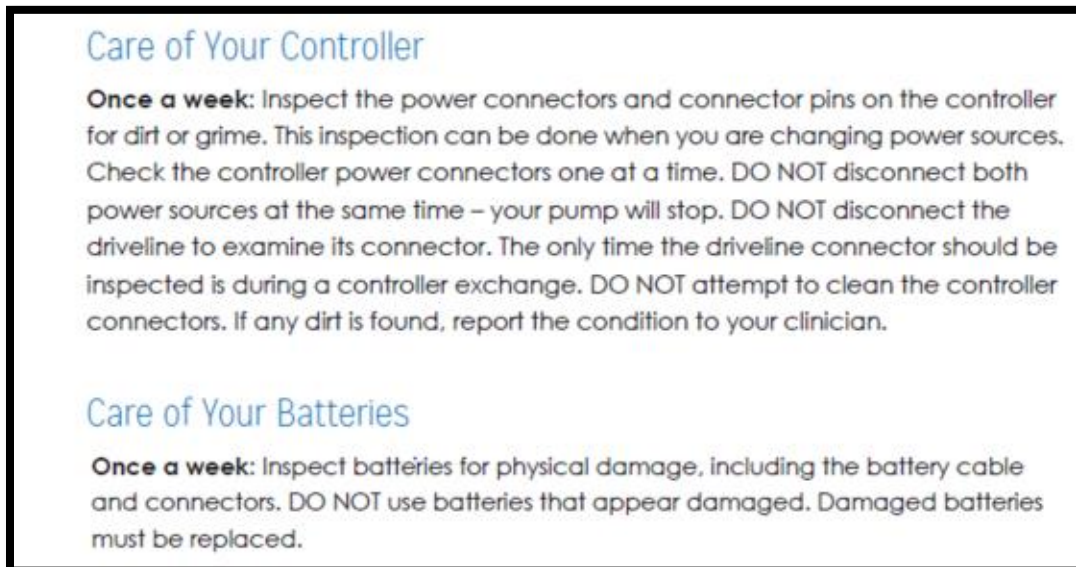 Care of Your Controller
Once a week: Inspect the power connectors and connector pins on the controller
for dirt or grime. This inspection can be done when you are changing power sources.
Check the controller power connectors one at a time. DO NOT disconnect both
power sources at the same time – your pump will stop. DO NOT disconnect the
driveline to examine its connector. The only time the driveline connector should be
inspected is during a controller exchange. DO NOT attempt to clean the controller
connectors. If any dirt is found, report the condition to your clinician.
Care of Your Batteries
Once a week: Inspect batteries for physical damage, including the battery cable
and connectors. DO NOT use batteries that appear damaged. Damaged batteries
must be replaced.